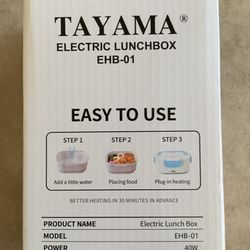 TAYAMA®
ELECTRIC LUNCHBOX
EHB-01
EASY TO USE
STEP 1 STEP 2 STEP 3
Add a little water Placing food Plug-in heating
BETTER HEATING IN 30 MINUTES IN ADVANCE
PRODUCT NAME Electric Lunch Box
MODEL EHB-01
POWER 40W